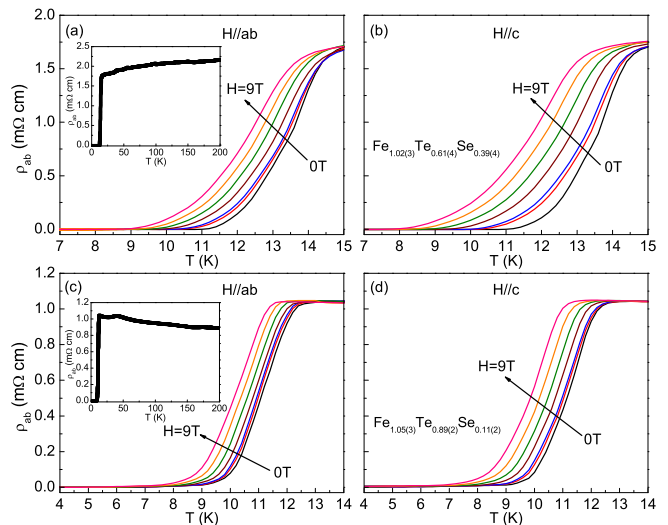 (a)
H//ab
2.5
2.0
1.5
1.0
0.5
0.0
ρab (mΩ cm)
0 50 100 150 200
T (K)
H=9T
0T
(b)
H//c
H=9T
Fe1.02(3)Te0.61(4)Se0.39(4)
0T
2.0
1.5
1.0
0.5
0.0
ρab (mΩ cm)
7 8 9 10 11 12 13 14 15
T (K)
7 8 9 10 11 12 13 14 15
T (K)
(c)
H//ab
1.2
1.0
0.8
0.6
0.4
0.2
0.0
ρab (mΩ cm)
0 50 100 150 200
T (K)
H=9T
0T
(d)
H//c
H=9T
Fe1.05(3)Te0.89(2)Se0.11(2)
0T
1.2
1.0
0.8
0.6
0.4
0.2
0.0
ρab (mΩ cm)
4 5 6 7 8 9 10 11 12 13 14
T (K)
4 5 6 7 8 9 10 11 12 13 14
T (K)